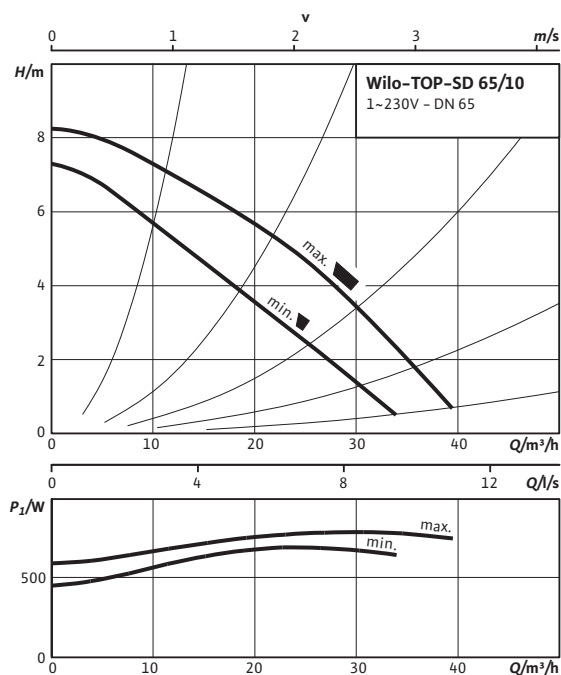 v
0 1 2 3 m/s
H/m
Wilo-TOP-SD 65/10
1~230V - DN 65
8
6
max.
4
min.
2
0
0 10 20 30 40 Q/m³/h
0 4 8 12 Q/l/s
P₁/W
max.
min.
500
0
0 10 20 30 40 Q/m³/h